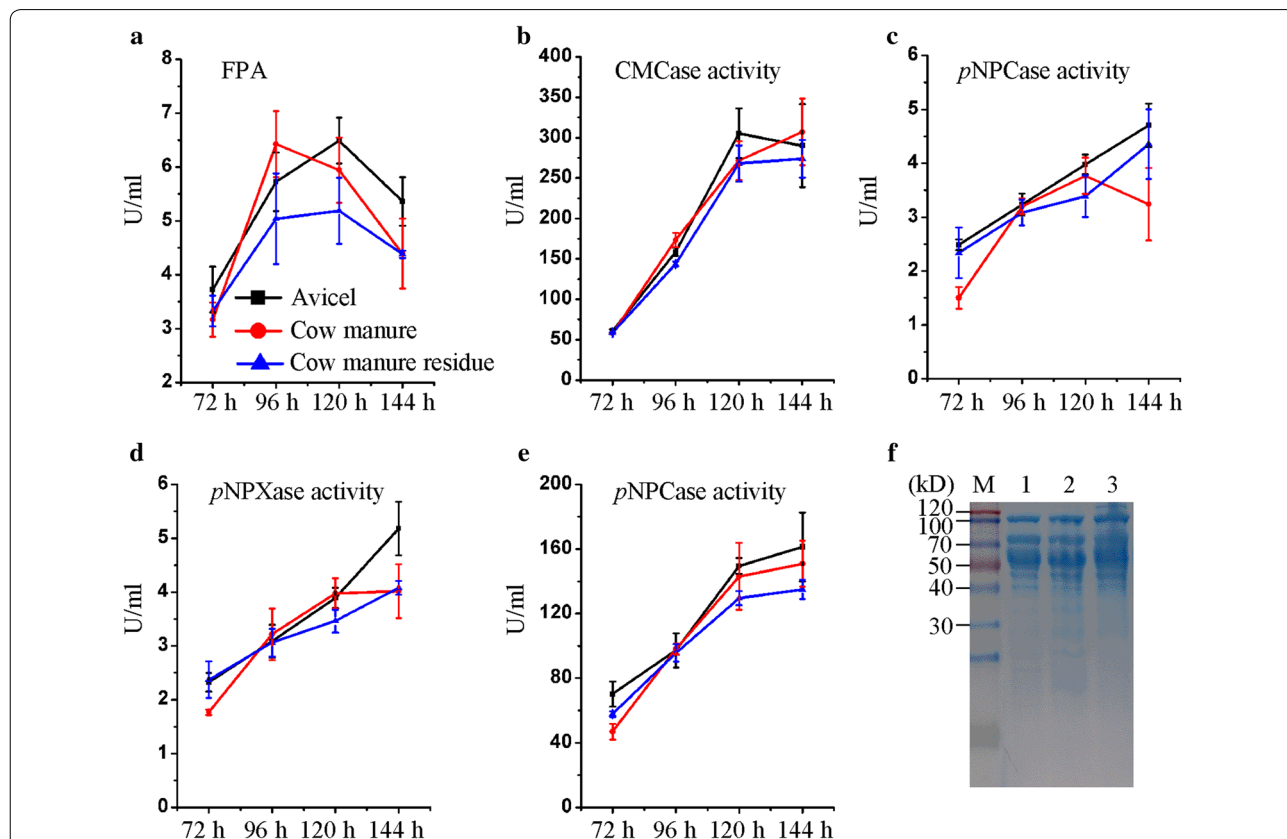 a
FPA
U/ml
8
7
6
5
4
3
2
72 h 96 h 120 h 144 h
Avicel
Cow manure
Cow manure residue
b
CMCase activity
U/ml
400
350
300
250
200
150
100
50
0
72 h 96 h 120 h 144 h
c
pNPCase activity
U/ml
6
5
4
3
2
1
0
72 h 96 h 120 h 144 h
d
pNPXase activity
U/ml
6
5
4
3
2
1
0
72 h 96 h 120 h 144 h
e
pNPCase activity
U/ml
200
160
120
80
40
0
72 h 96 h 120 h 144 h
f
(kD) M 1 2 3
120
100
70
50
40
30